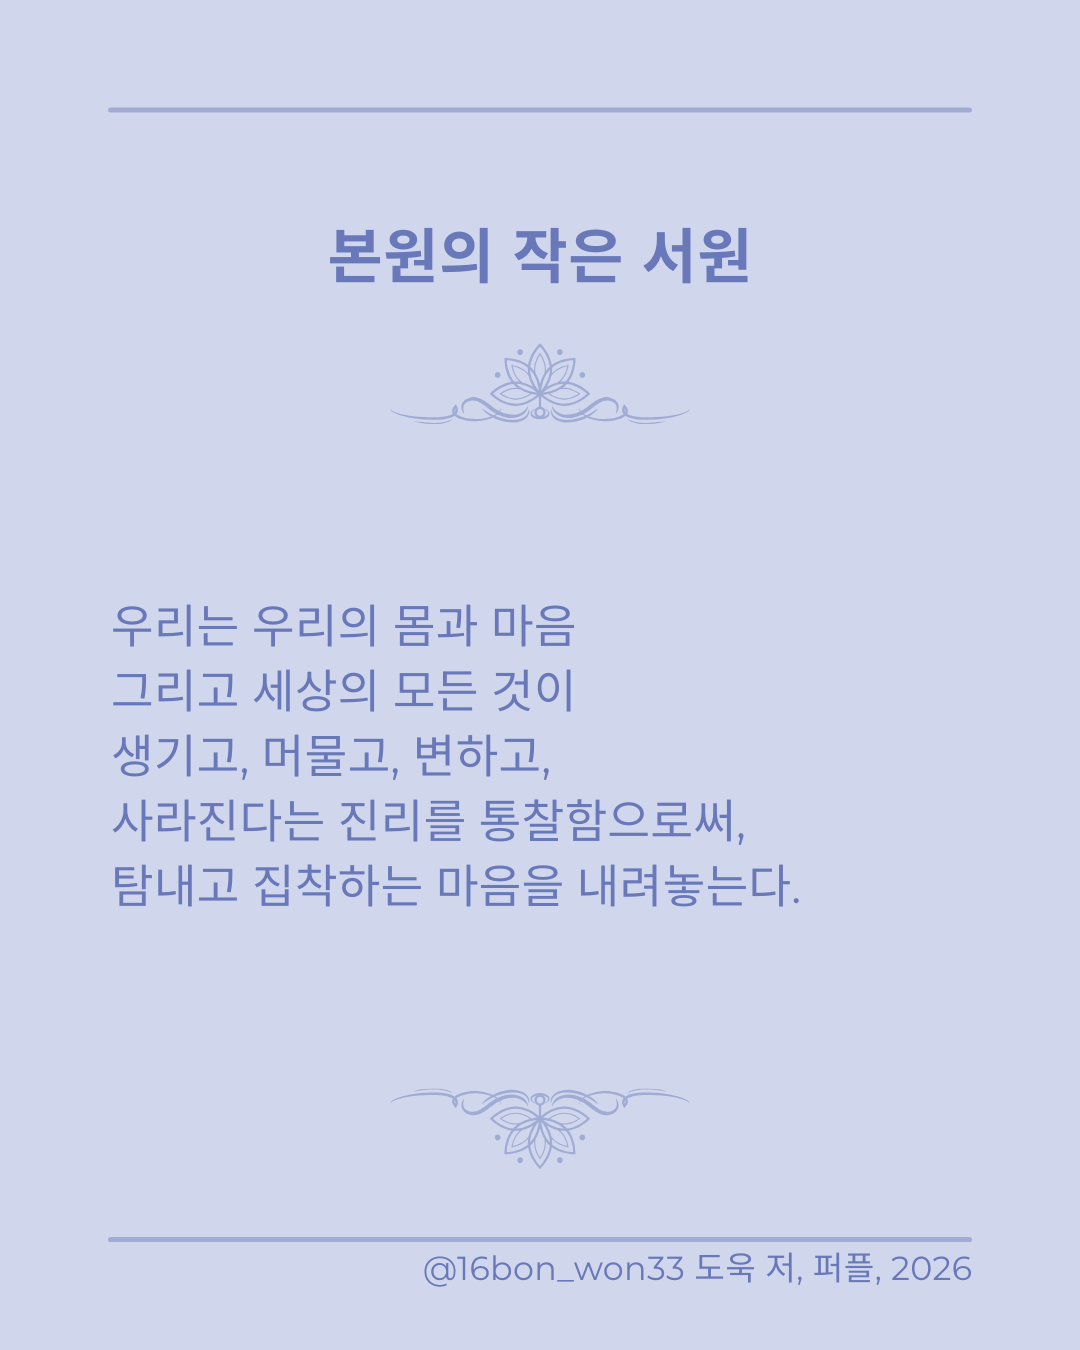 본원의 작은 서원
우리는 우리의 몸과 마음
그리고 세상의 모든 것이
생기고, 머물고, 변하고,
사라진다는 진리를 통찰함으로써,
탐내고 집착하는 마음을 내려놓는다.
@16bon_won33 도욱 저, 퍼플, 2026